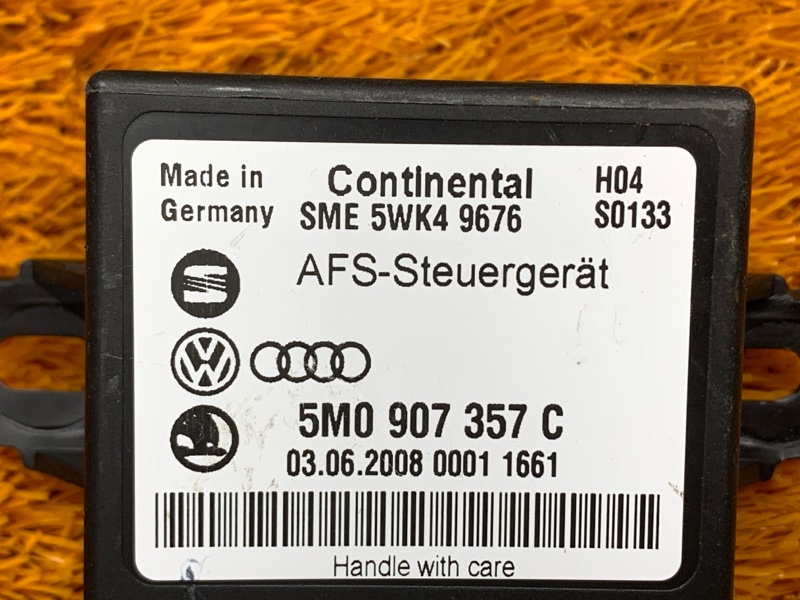 Made in Continental H04
Germany SME 5WK4 9676 S0133
AFS-Steuergerät
5M0 907 357 C
03.06.2008 0001 1661
Handle with care